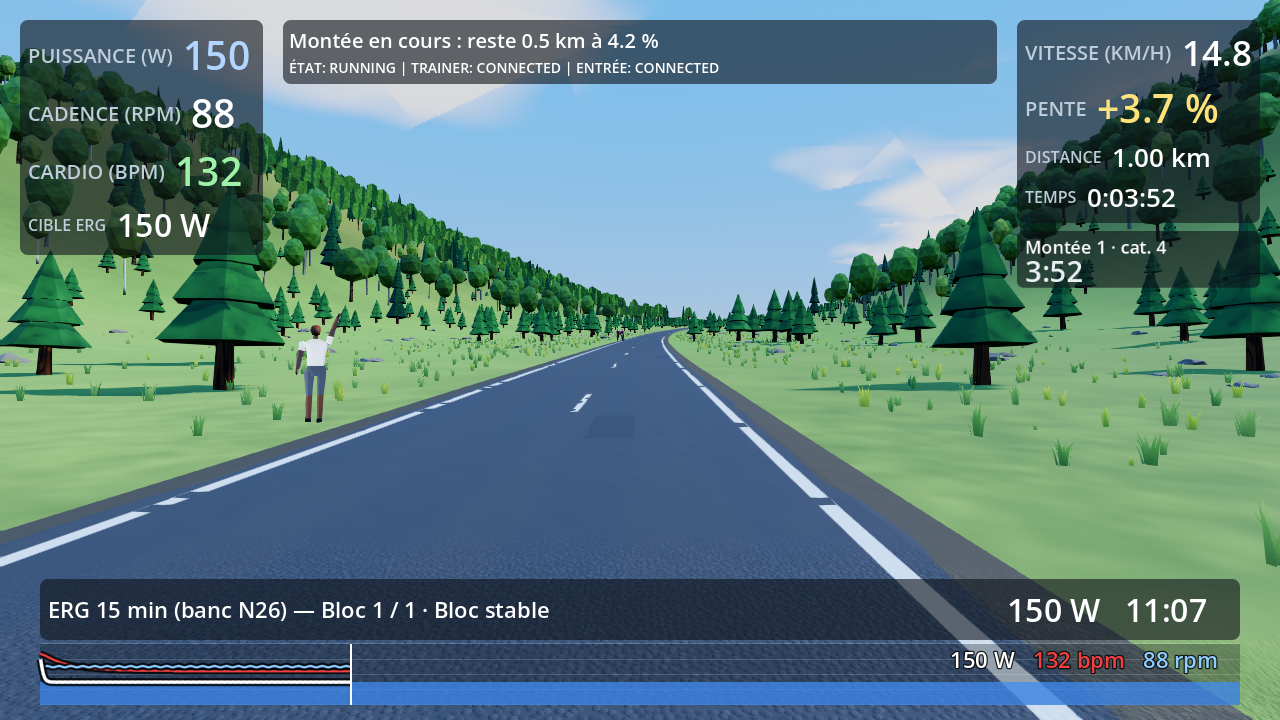 PUISSANCE (W) 150
CADENCE (RPM) 88
CARDIO (BPM) 132
CIBLE ERG 150 W
Montée en cours : reste 0.5 km à 4.2 %
ÉTAT: RUNNING | TRAINER: CONNECTED | ENTRÉE: CONNECTED
VITESSE (KM/H) 14.8
PENTE +3.7 %
DISTANCE 1.00 km
TEMPS 0:03:52
Montée 1 · cat. 4
3:52
ERG 15 min (banc N26) — Bloc 1 / 1 · Bloc stable 150 W 11:07
150 W 132 bpm 88 rpm